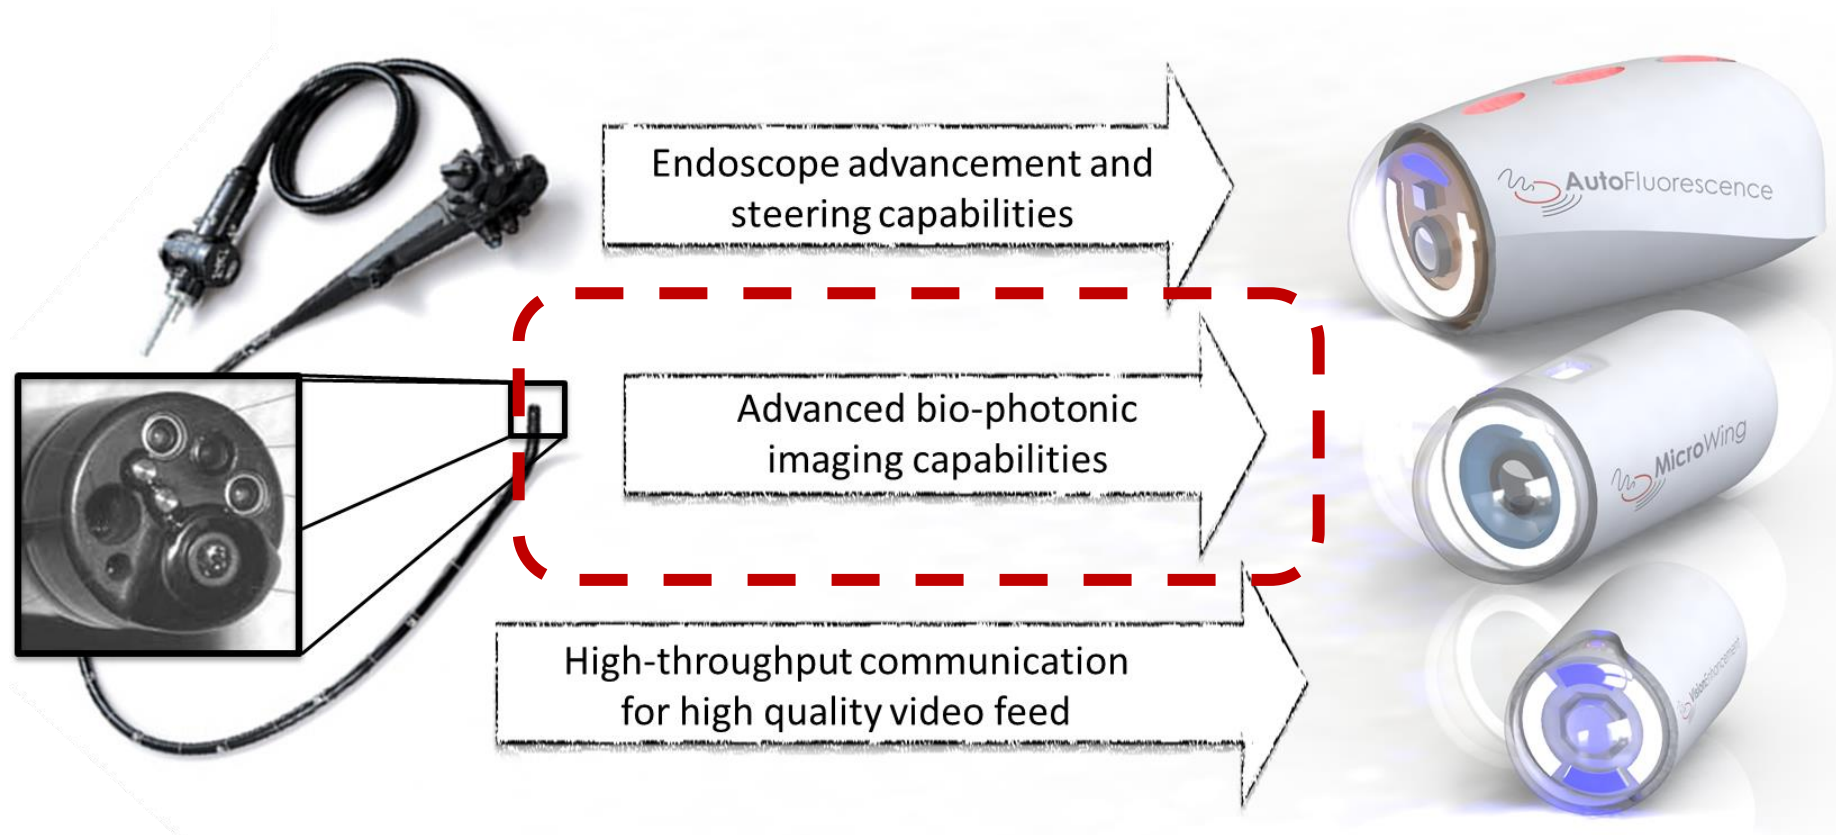 Endoscope advancement and
steering capabilities
AutoFluorescence
Advanced bio-photonic
imaging capabilities
MicroWing
High-throughput communication
for high quality video feed
VisionEnhancement